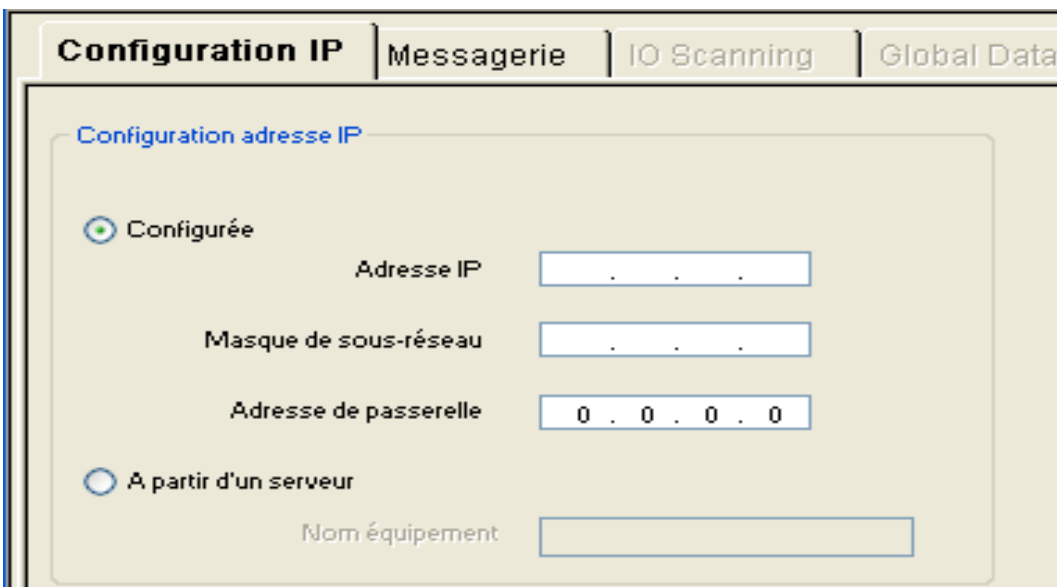 Configuration IP Messagerie IO Scanning Global Data
Configuration adresse IP
Configurée
Adresse IP . . .
Masque de sous-réseau . . .
Adresse de passerelle 0 . 0 . 0 . 0
A partir d'un serveur
Nom équipement